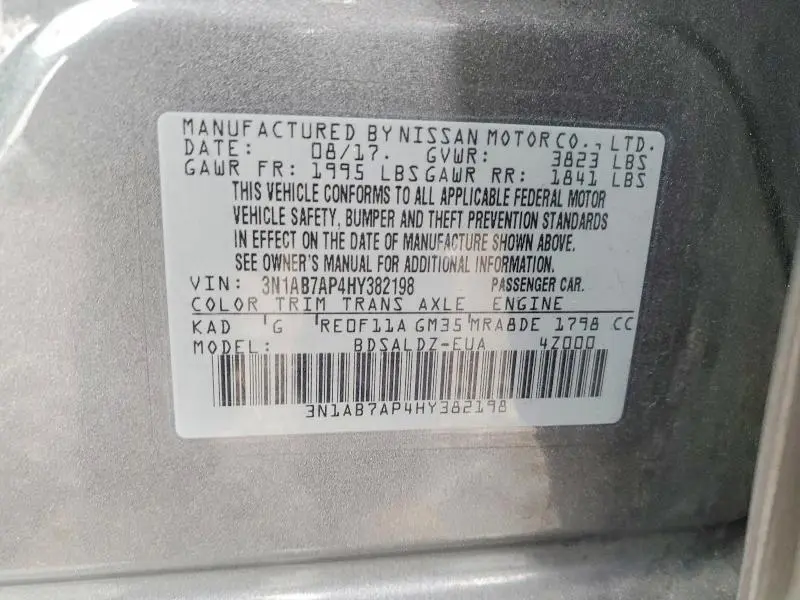 MANUFACTURED BY NISSAN MOTOR CO., LTD.
DATE: 08/17. GVWR: 3823 LBS
GAWR FR: 1995 LBS GAWR RR: 1841 LBS
THIS VEHICLE CONFORMS TO ALL APPLICABLE FEDERAL MOTOR
VEHICLE SAFETY, BUMPER AND THEFT PREVENTION STANDARDS
IN EFFECT ON THE DATE OF MANUFACTURE SHOWN ABOVE.
SEE OWNER'S MANUAL FOR ADDITIONAL INFORMATION.
VIN: 3N1AB7AP4HY382198 PASSENGER CAR.
COLOR TRIM TRANS AXLE ENGINE
KAD G RE0F11A GM35 MRA8DE 1798 CC
MODEL: BDSALDZ-EUA 4Z000
3N1AB7AP4HY382198